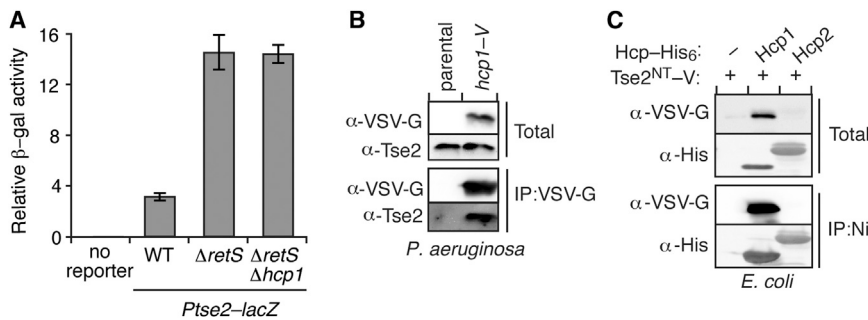 A
Relative β–gal activity
16
12
8
4
0
no reporter
WT
ΔretS
ΔretS Δhcp1
Ptse2–lacZ
B
parental
hcp1–V
α-VSV-G
α-Tse2
Total
α-VSV-G
α-Tse2
IP:VSV-G
P. aeruginosa
C
Hcp–His₆: – Hcp1 Hcp2
Tse2ᴺᵀ–V: + + +
α-VSV-G
α-His
Total
α-VSV-G
α-His
IP:Ni
E. coli